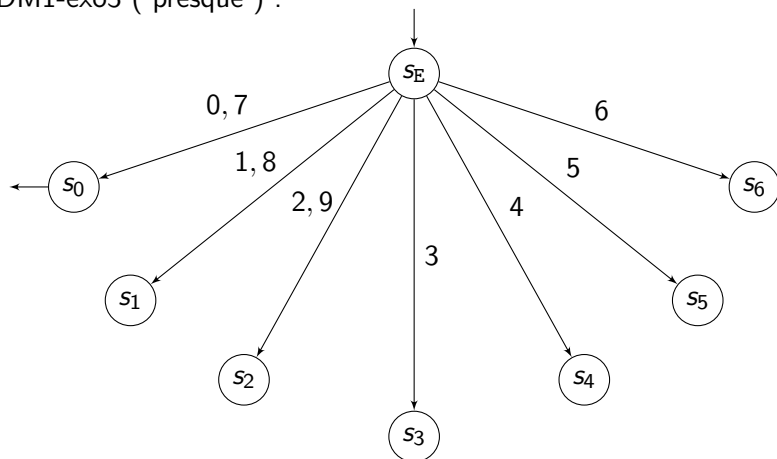 DM1-exo3 ( presque ) :
s_E
0, 7
6
1, 8
5
s_0
s_6
2, 9
4
3
s_1
s_5
s_2
s_4
s_3